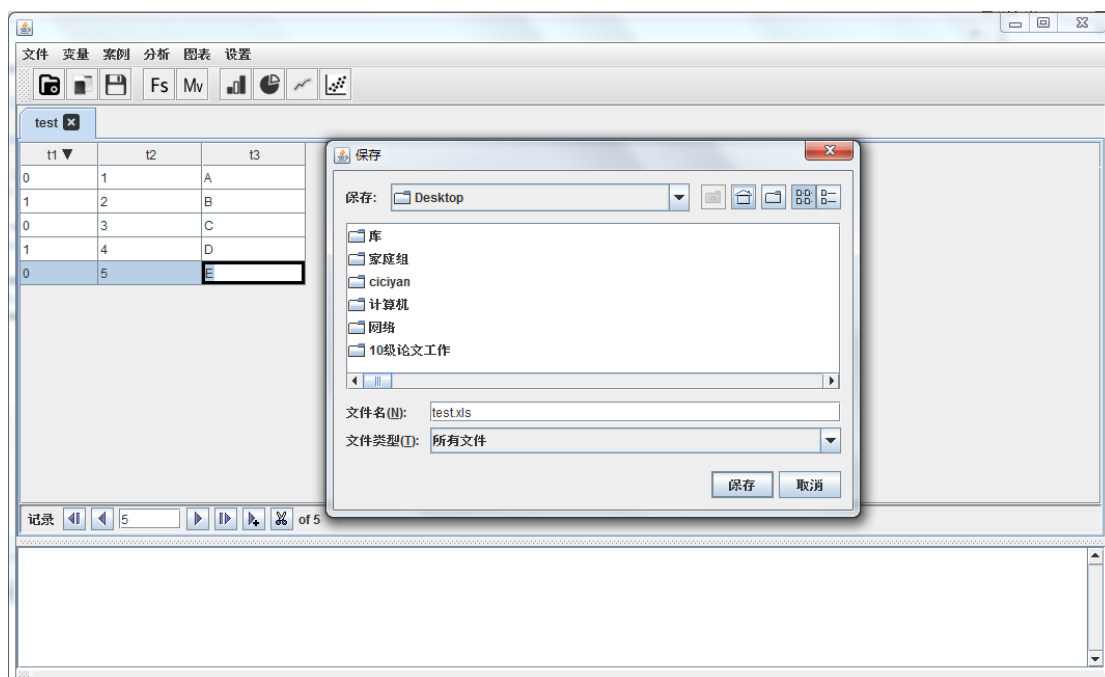 文件 变量 案例 分析 图表 设置
Fs Mv
test
t1 t2 t3
0 1 A
1 2 B
0 3 C
1 4 D
0 5 E
保存
保存: Desktop
库
家庭组
ciciyan
计算机
网络
10级论文工作
文件名(N): test.xls
文件类型(T): 所有文件
保存 取消
记录 5 of 5